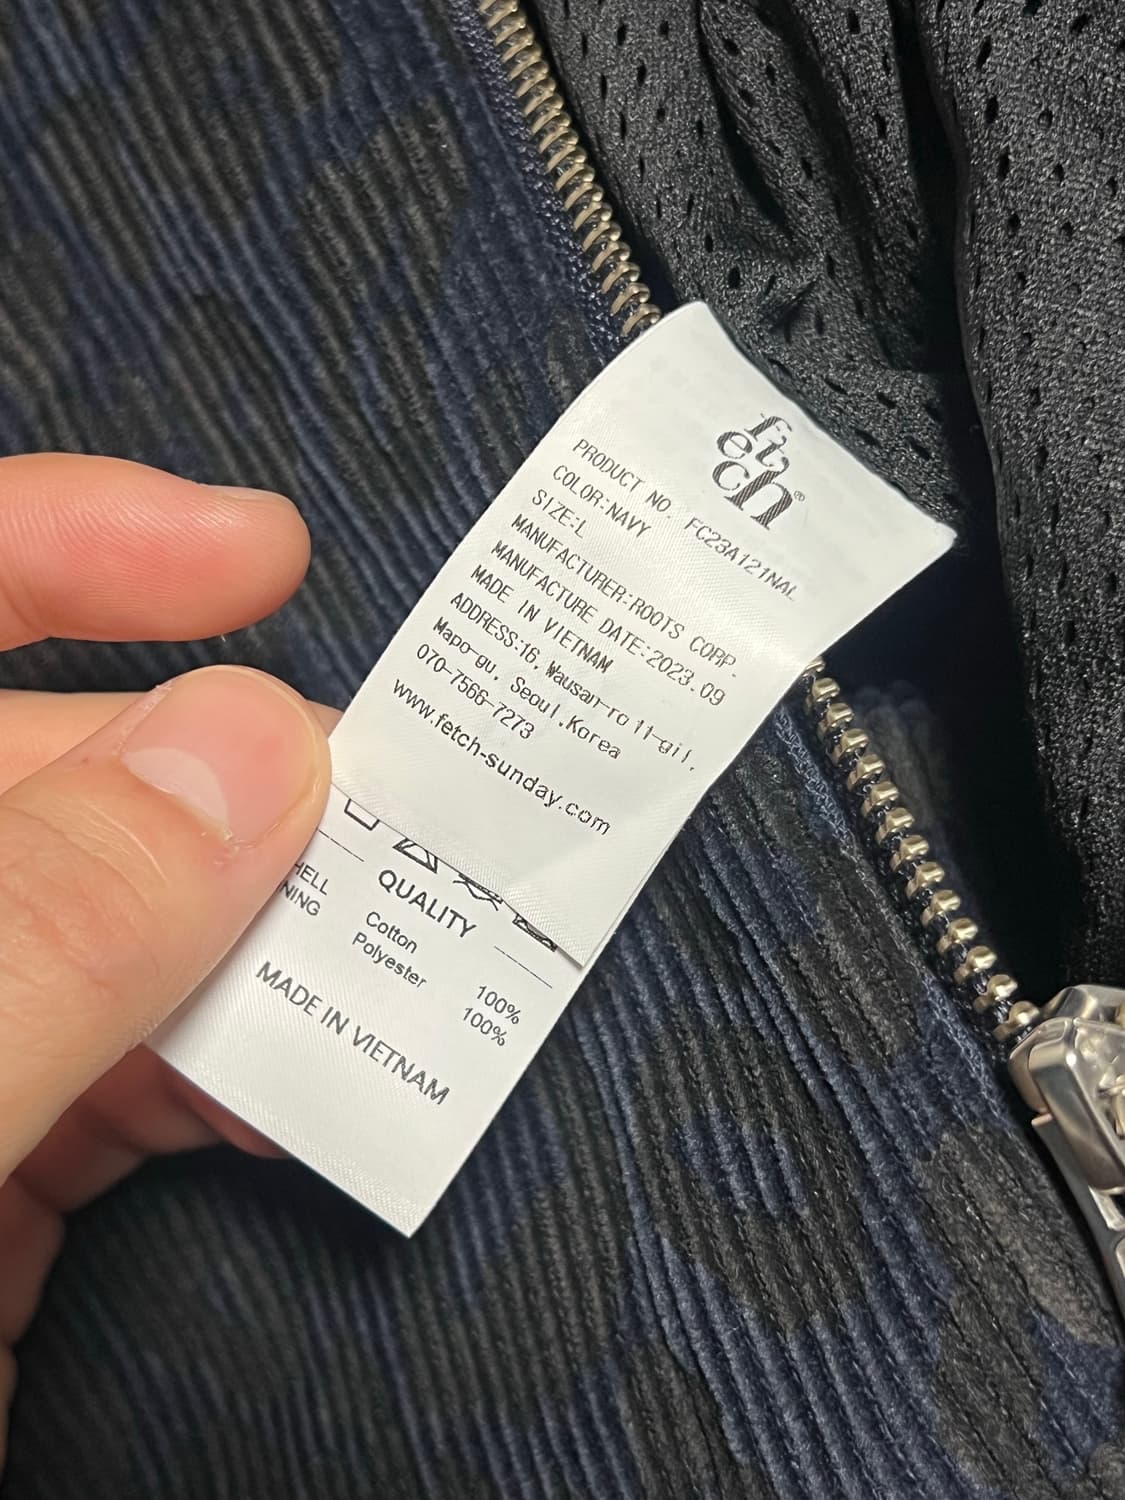 fetch®
PRODUCT NO. FC23A121NAL
COLOR:NAVY
SIZE:L
MANUFACTURER:ROOTS CORP.
MANUFACTURE DATE:2023.09
MADE IN VIETNAM
ADDRESS:16, Wausan-ro 11-gil,
Mapo-gu, Seoul,Korea
070-7566-7273
www.fetch-sunday.com
QUALITY
HELL Cotton 100%
NING Polyester 100%
MADE IN VIETNAM